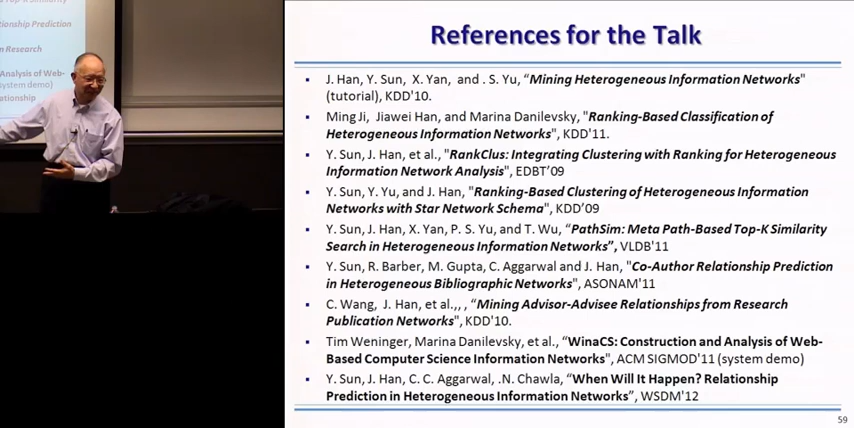 op-K Similarity
tionship Prediction
n Research
Analysis of Web-
system demo)
lationship
References for the Talk
▪ J. Han, Y. Sun, X. Yan, and . S. Yu, “Mining Heterogeneous Information Networks"
(tutorial), KDD'10.
▪ Ming Ji, Jiawei Han, and Marina Danilevsky, "Ranking-Based Classification of
Heterogeneous Information Networks", KDD'11.
▪ Y. Sun, J. Han, et al., "RankClus: Integrating Clustering with Ranking for Heterogeneous
Information Network Analysis", EDBT’09
▪ Y. Sun, Y. Yu, and J. Han, "Ranking-Based Clustering of Heterogeneous Information
Networks with Star Network Schema", KDD’09
▪ Y. Sun, J. Han, X. Yan, P. S. Yu, and T. Wu, “PathSim: Meta Path-Based Top-K Similarity
Search in Heterogeneous Information Networks”, VLDB'11
▪ Y. Sun, R. Barber, M. Gupta, C. Aggarwal and J. Han, "Co-Author Relationship Prediction
in Heterogeneous Bibliographic Networks", ASONAM'11
▪ C. Wang, J. Han, et al.,, , “Mining Advisor-Advisee Relationships from Research
Publication Networks", KDD'10.
▪ Tim Weninger, Marina Danilevsky, et al., “WinaCS: Construction and Analysis of Web-
Based Computer Science Information Networks", ACM SIGMOD'11 (system demo)
▪ Y. Sun, J. Han, C. C. Aggarwal, .N. Chawla, “When Will It Happen? Relationship
Prediction in Heterogeneous Information Networks”, WSDM'12
59